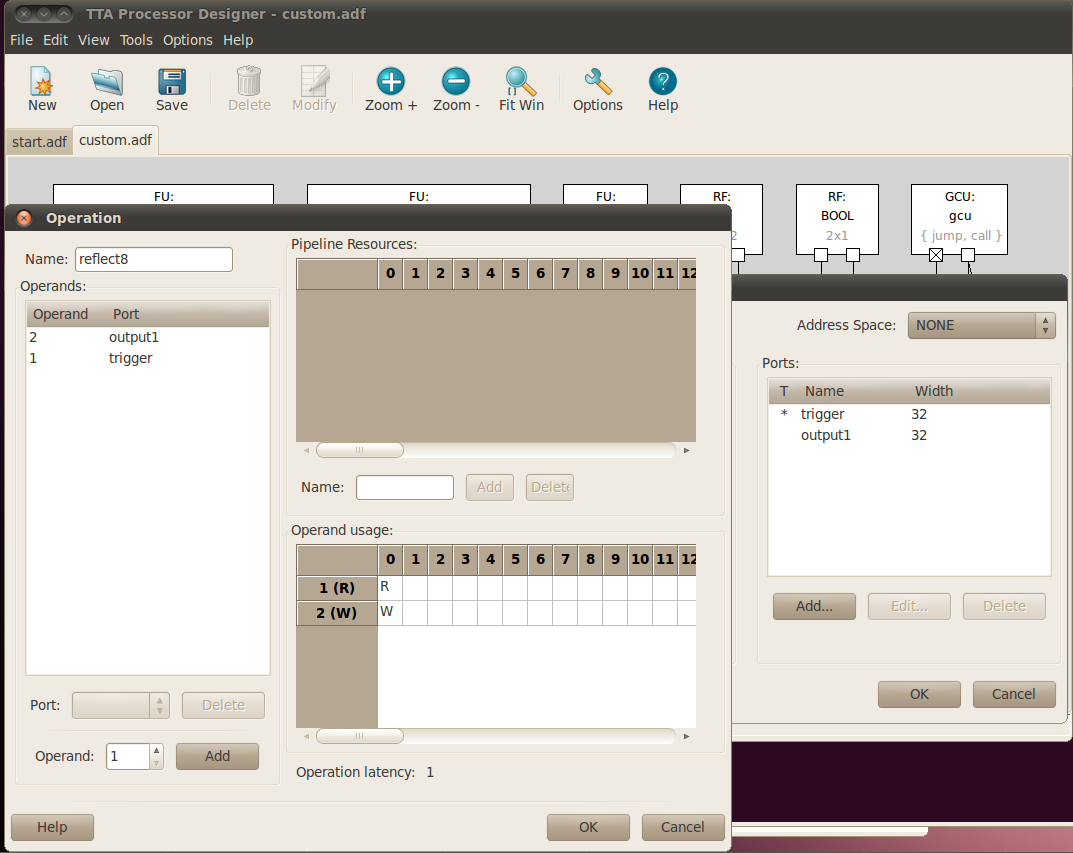 TTA Processor Designer - custom.adf
File Edit View Tools Options Help
New Open Save Delete Modify Zoom + Zoom - Fit Win Options Help
start.adf custom.adf
FU: FU: FU: RF: RF: GCU:
BOOL gcu
2 2x1 { jump, call }
Operation
Name: reflect8
Operands:
Operand Port
2 output1
1 trigger
Port: Delete
Operand: 1 Add
Pipeline Resources:
0 1 2 3 4 5 6 7 8 9 10 11 12
Name: Add Delete
Operand usage:
0 1 2 3 4 5 6 7 8 9 10 11 12
1 (R) R
2 (W) W
Operation latency: 1
Help OK Cancel
Address Space: NONE
Ports:
T Name Width
* trigger 32
output1 32
Add... Edit... Delete
OK Cancel